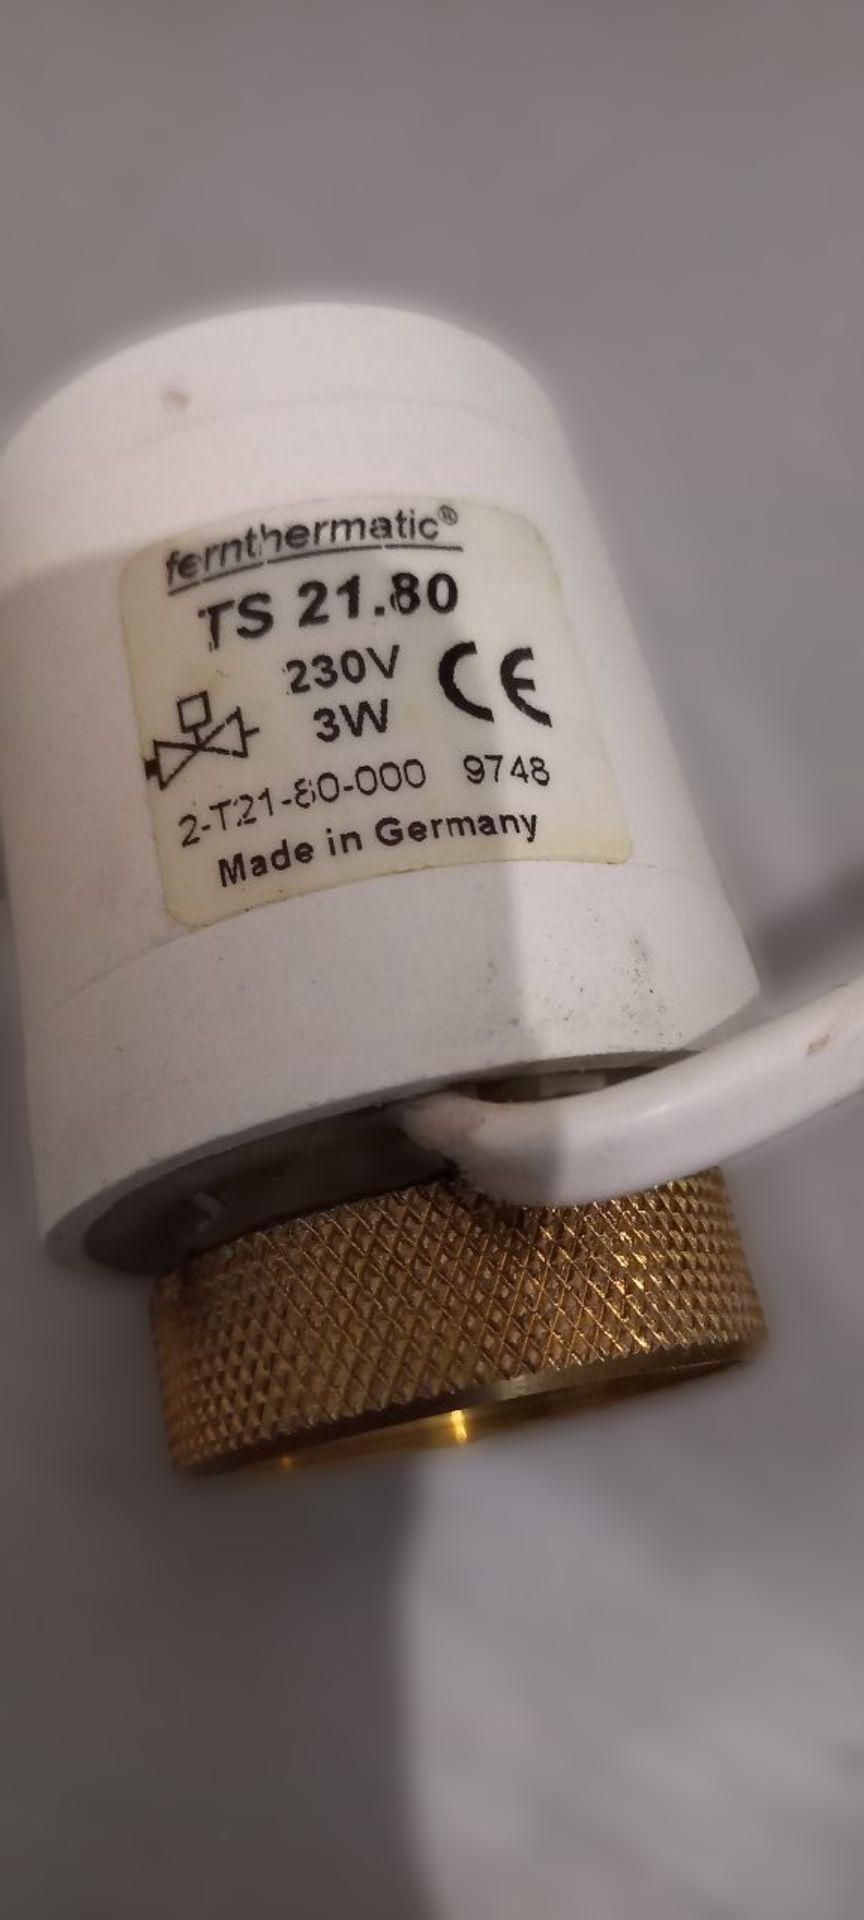 fernthermatic®
TS 21.80
230V CE
3W
2-T21-80-000 9748
Made in Germany